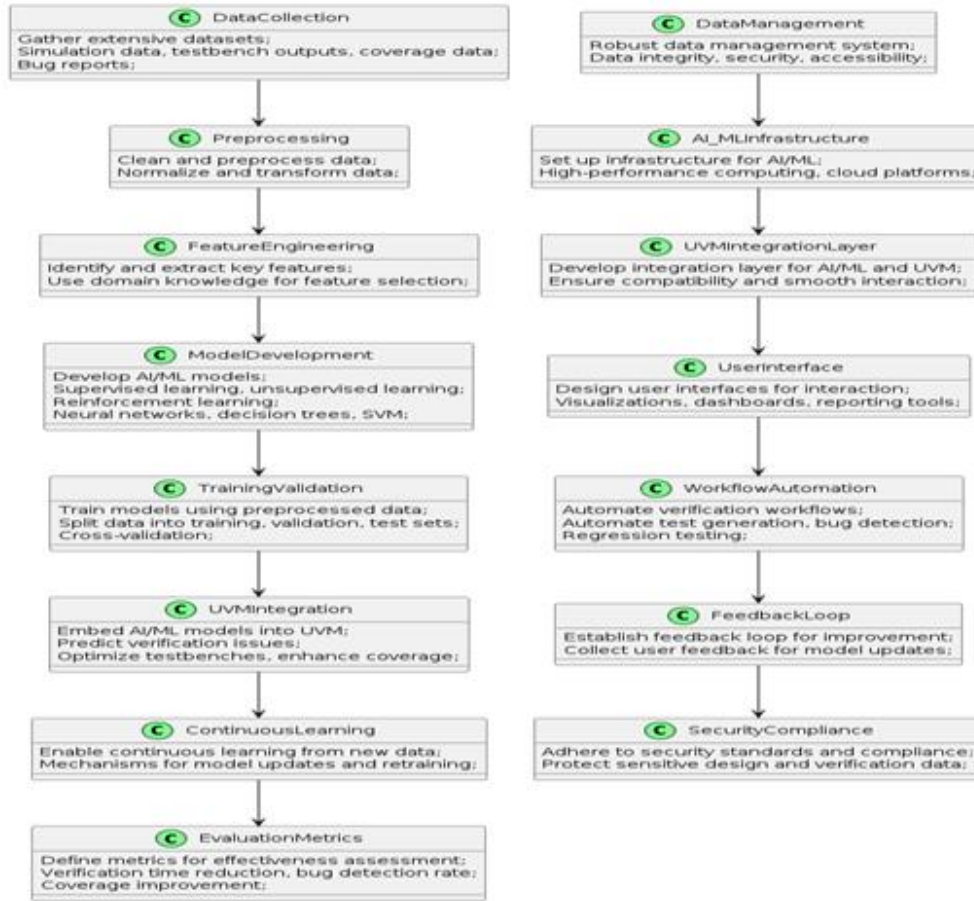 C DataCollection
Gather extensive datasets;
Simulation data, testbench outputs, coverage data;
Bug reports;
C Preprocessing
Clean and preprocess data;
Normalize and transform data;
C FeatureEngineering
Identify and extract key features;
Use domain knowledge for feature selection;
C ModelDevelopment
Develop AI/ML models;
Supervised learning, unsupervised learning;
Reinforcement learning;
Neural networks, decision trees, SVM;
C TrainingValidation
Train models using preprocessed data;
Split data into training, validation, test sets;
Cross-validation;
C UVMIntegration
Embed AI/ML models into UVM;
Predict verification issues;
Optimize testbenches, enhance coverage;
C ContinuousLearning
Enable continuous learning from new data;
Mechanisms for model updates and retraining;
C EvaluationMetrics
Define metrics for effectiveness assessment;
Verification time reduction, bug detection rate;
Coverage improvement;
C DataManagement
Robust data management system;
Data integrity, security, accessibility;
C AI_MLInfrastructure
Set up infrastructure for AI/ML;
High-performance computing, cloud platforms;
C UVMIntegrationLayer
Develop integration layer for AI/ML and UVM;
Ensure compatibility and smooth interaction;
C UserInterface
Design user interfaces for interaction;
Visualizations, dashboards, reporting tools;
C WorkflowAutomation
Automate verification workflows;
Automate test generation, bug detection;
Regression testing;
C FeedbackLoop
Establish feedback loop for improvement;
Collect user feedback for model updates;
C SecurityCompliance
Adhere to security standards and compliance;
Protect sensitive design and verification data;